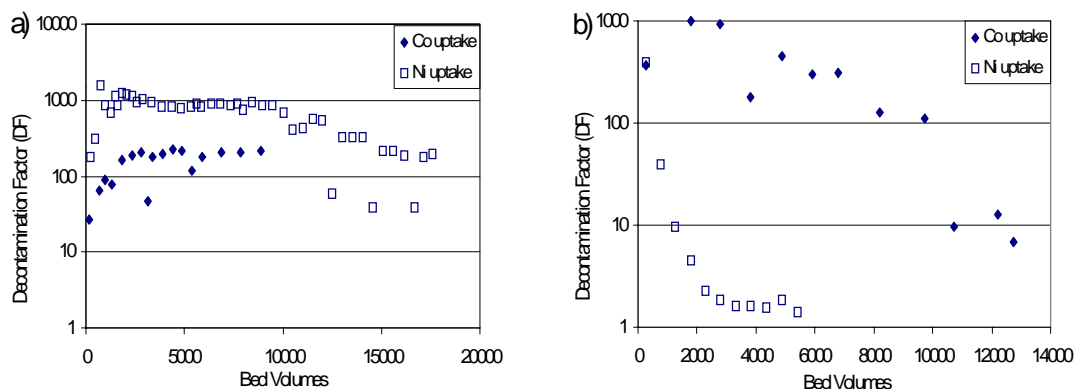 a)
Decontamination Factor (DF)
10000
1000
100
10
1
0
5000
10000
15000
20000
Bed Volumes
Co uptake
Ni uptake
b)
Decontamination Factor (DF)
1000
100
10
1
0
2000
4000
6000
8000
10000
12000
14000
Bed Volumes
Co uptake
Ni uptake